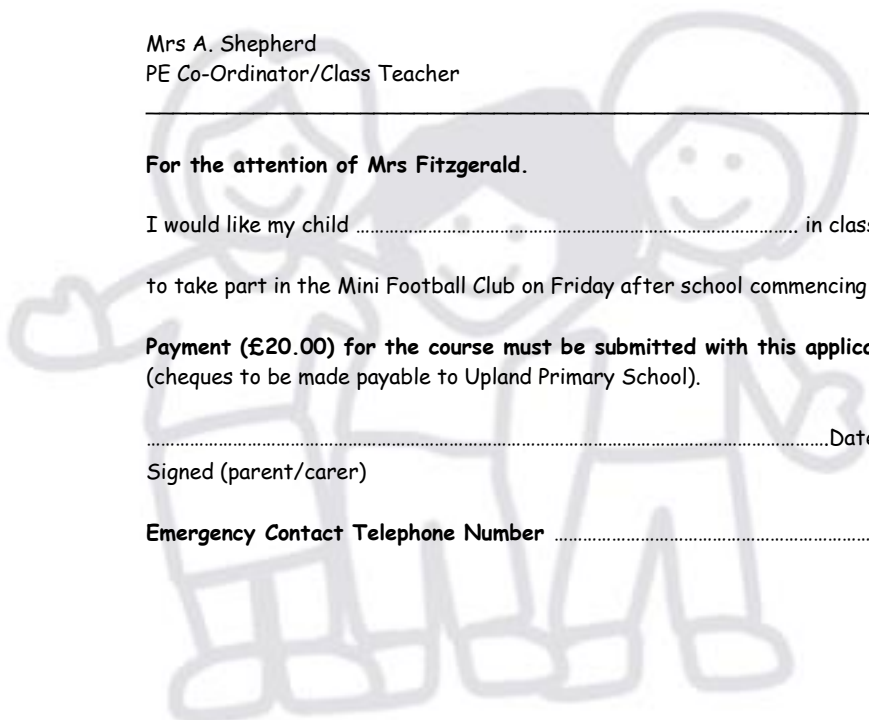 Mrs A. Shepherd
PE Co-Ordinator/Class Teacher
For the attention of Mrs Fitzgerald.
I would like my child ……………………………………………………………………………….. in class
to take part in the Mini Football Club on Friday after school commencing
Payment (£20.00) for the course must be submitted with this applica
(cheques to be made payable to Upland Primary School).
……………………………………………………………………………………………………………………………….Date
Signed (parent/carer)
Emergency Contact Telephone Number …………………………………………………………